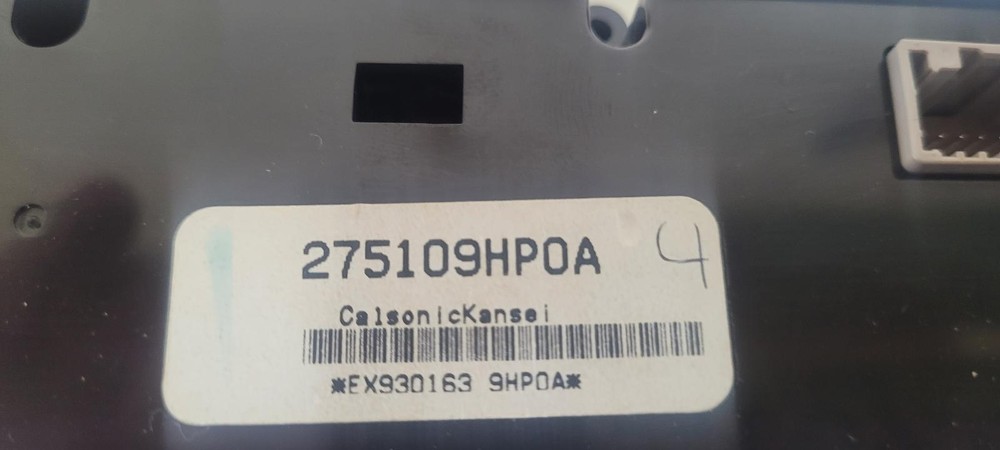 275109HP0A 4
CalsonicKansei
*EX930163 9HP0A*